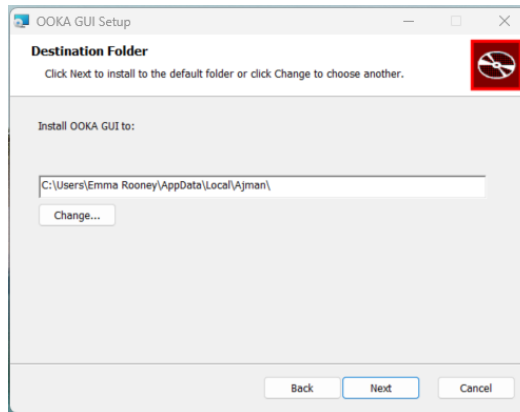 OOKA GUI Setup
Destination Folder
Click Next to install to the default folder or click Change to choose another.
Install OOKA GUI to:
C:\Users\Emma Rooney\AppData\Local\Ajman\
Change...
Back Next Cancel